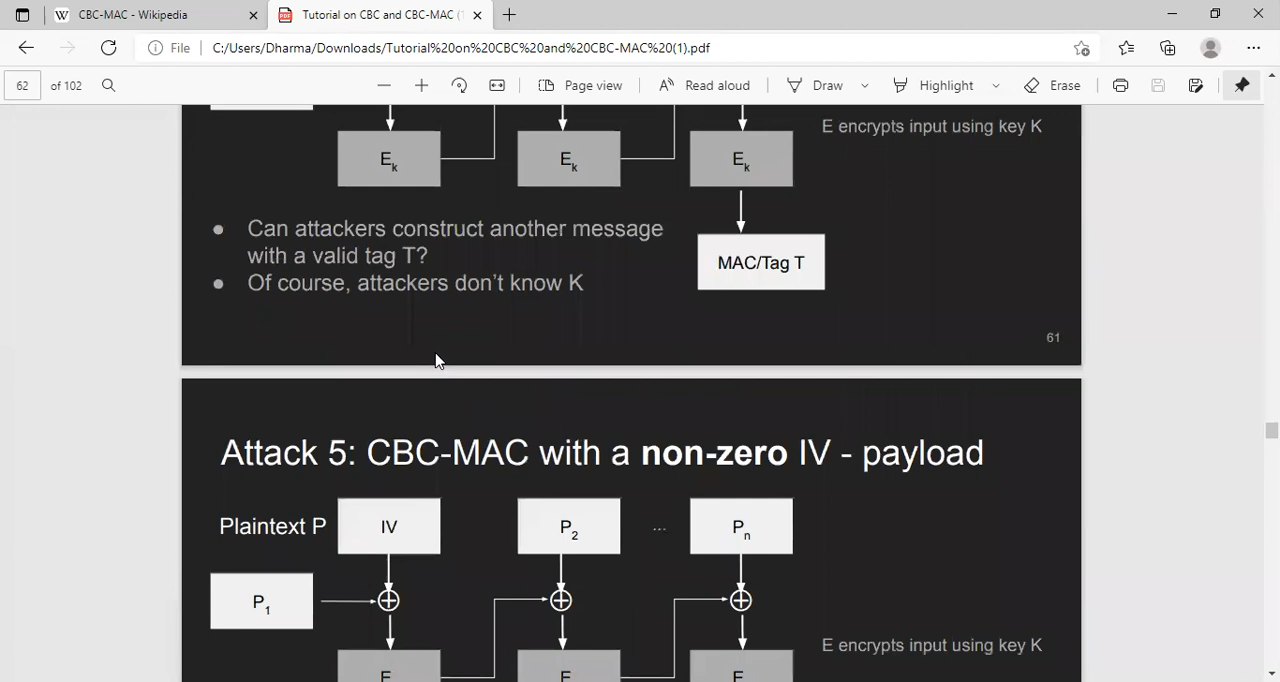 CBC-MAC - Wikipedia
Tutorial on CBC and CBC-MAC (1
File
C:/Users/Dharma/Downloads/Tutorial%20on%20CBC%20and%20CBC-MAC%20(1).pdf
62 of 102
Page view
Read aloud
Draw
Highlight
Erase
E encrypts input using key K
Ek Ek Ek
● Can attackers construct another message
with a valid tag T?
MAC/Tag T
● Of course, attackers don't know K
61
Attack 5: CBC-MAC with a non-zero IV - payload
Plaintext P IV P2 ... Pn
P1
E encrypts input using key K
E E E